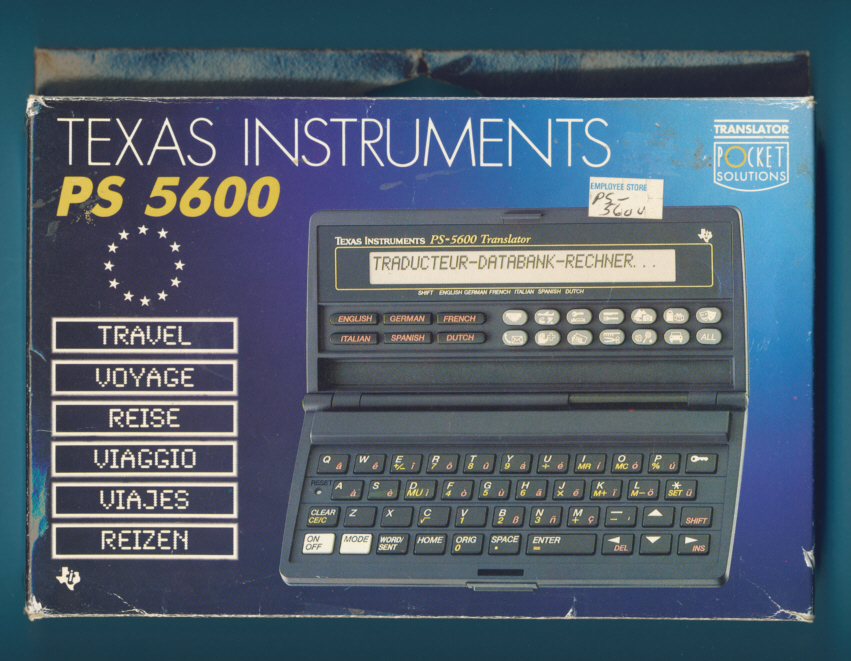 TEXAS INSTRUMENTS
PS 5600
TRANSLATOR
POCKET
SOLUTIONS
EMPLOYEE STORE
PS-
5600
TEXAS INSTRUMENTS PS-5600 Translator
TRADUCTEUR-DATABANK-RECHNER...
SHIFT ENGLISH GERMAN FRENCH ITALIAN SPANISH DUTCH
ENGLISH GERMAN FRENCH
ITALIAN SPANISH DUTCH ALL
TRAVEL
VOYAGE
REISE
VIAGGIO
VIAJES
REIZEN
Q W E R T Y U I O P
RESET
A S D F G H J K L *
CLEAR Z X C V B N M
CE/C SHIFT
ON MODE WORD/ HOME ORIG SPACE ENTER
OFF SENT 0 DEL INS